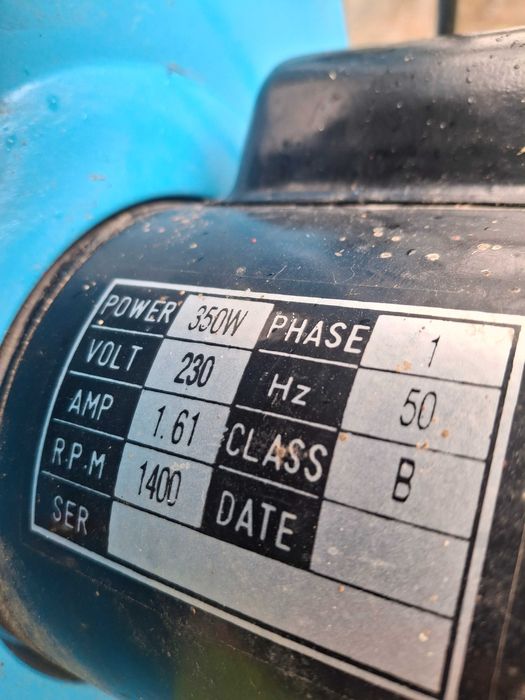 POWER 350W PHASE 1
VOLT 230 Hz 50
AMP 1.61 CLASS B
R.P.M 1400 DATE
SER